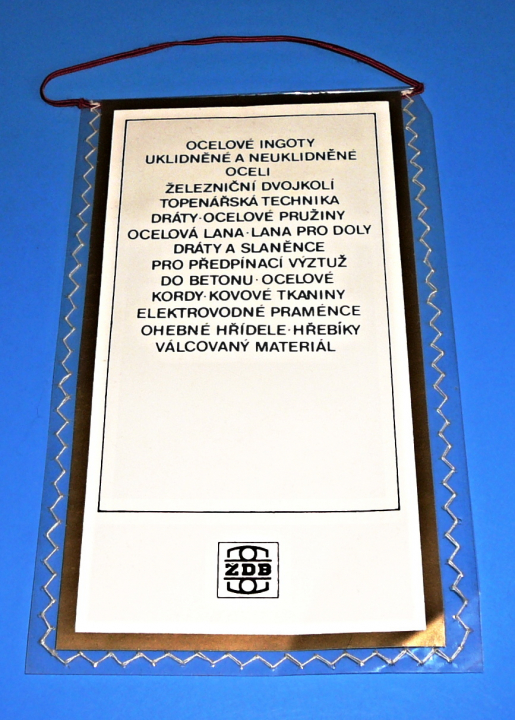 OCELOVÉ INGOTY
UKLIDNĚNÉ A NEUKLIDNĚNÉ
OCELI
ŽELEZNIČNÍ DVOJKOLÍ
TOPENÁŘSKÁ TECHNIKA
DRÁTY·OCELOVÉ PRUŽINY
OCELOVÁ LANA·LANA PRO DOLY
DRÁTY A SLANĚNCE
PRO PŘEDPÍNACÍ VÝZTUŽ
DO BETONU·OCELOVÉ
KORDY·KOVOVÉ TKANINY
ELEKTROVODNÉ PRAMÉNCE
OHEBNÉ HŘÍDELE·HŘEBÍKY
VÁLCOVANÝ MATERIÁL
ŽDB